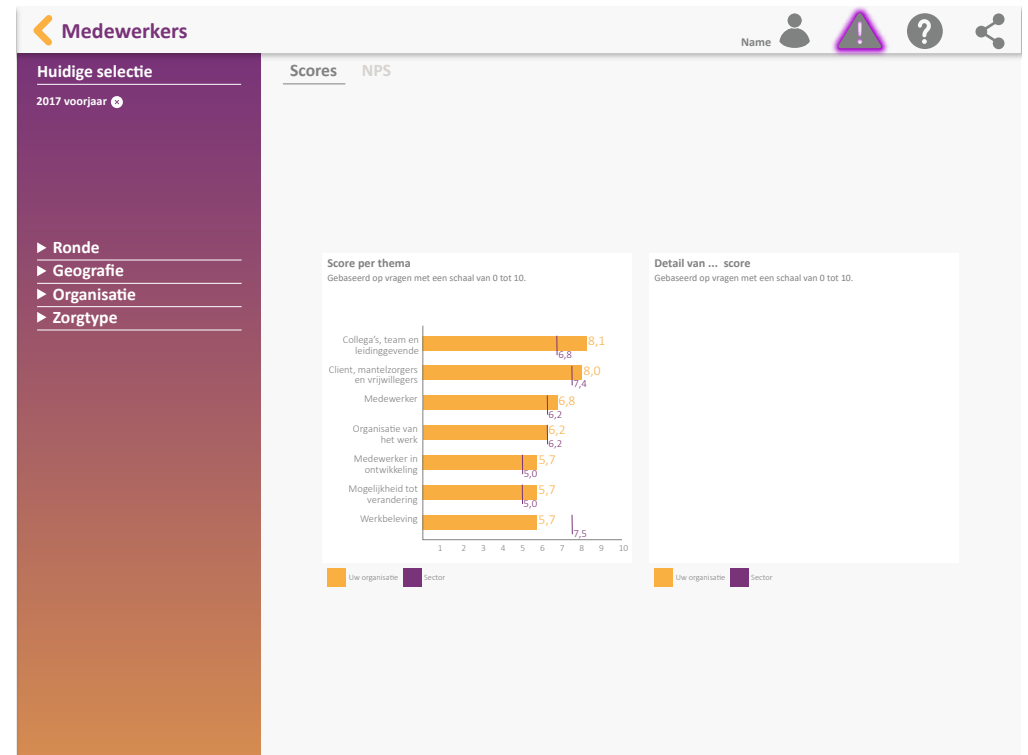 Medewerkers
Name
Huidige selectie
2017 voorjaar
Ronde
Geografie
Organisatie
Zorgtype
Scores NPS
Score per thema
Gebaseerd op vragen met een schaal van 0 tot 10.
Collega's, team en
leidinggevende
8,1
6,8
Client, mantelzorgers
en vrijwillegers
8,0
7,4
Medewerker
6,8
6,2
Organisatie van
het werk
6,2
6,2
Medewerker in
ontwikkeling
5,7
5,0
Mogelijkheid tot
verandering
5,7
5,0
Werkbeleving
5,7
7,5
1 2 3 4 5 6 7 8 9 10
Uw organisatie Sector
Detail van ... score
Gebaseerd op vragen met een schaal van 0 tot 10.
Uw organisatie Sector